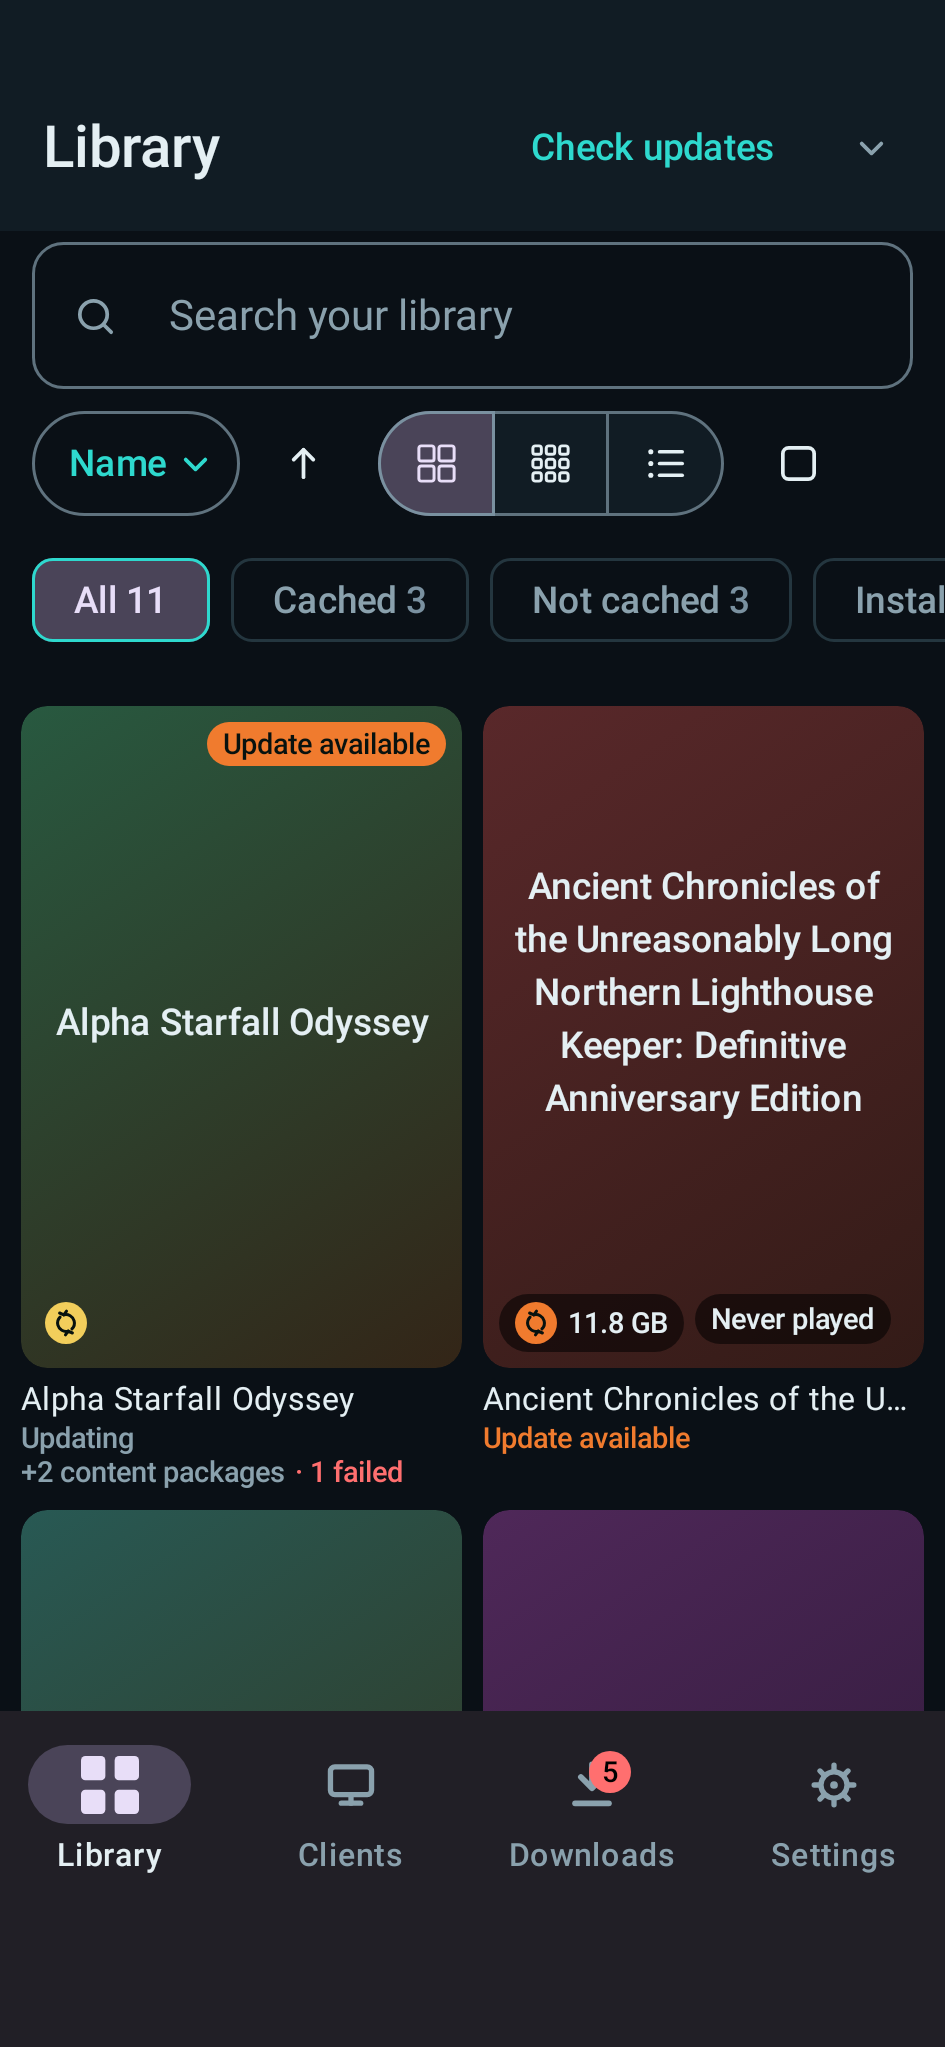 Library
Check updates
Search your library
Name
All 11
Cached 3
Not cached 3
Instal
Update available
Alpha Starfall Odyssey
Ancient Chronicles of
the Unreasonably Long
Northern Lighthouse
Keeper: Definitive
Anniversary Edition
11.8 GB
Never played
Alpha Starfall Odyssey
Updating
+2 content packages · 1 failed
Ancient Chronicles of the U...
Update available
5
Library
Clients
Downloads
Settings